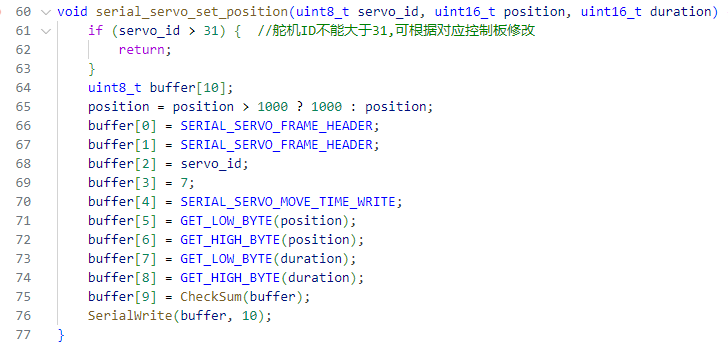 60 void serial_servo_set_position(uint8_t servo_id, uint16_t position, uint16_t duration)
61 if (servo_id > 31) { //舵机ID不能大于31,可根据对应控制板修改
62 return;
63 }
64 uint8_t buffer[10];
65 position = position > 1000 ? 1000 : position;
66 buffer[0] = SERIAL_SERVO_FRAME_HEADER;
67 buffer[1] = SERIAL_SERVO_FRAME_HEADER;
68 buffer[2] = servo_id;
69 buffer[3] = 7;
70 buffer[4] = SERIAL_SERVO_MOVE_TIME_WRITE;
71 buffer[5] = GET_LOW_BYTE(position);
72 buffer[6] = GET_HIGH_BYTE(position);
73 buffer[7] = GET_LOW_BYTE(duration);
74 buffer[8] = GET_HIGH_BYTE(duration);
75 buffer[9] = CheckSum(buffer);
76 SerialWrite(buffer, 10);
77 }